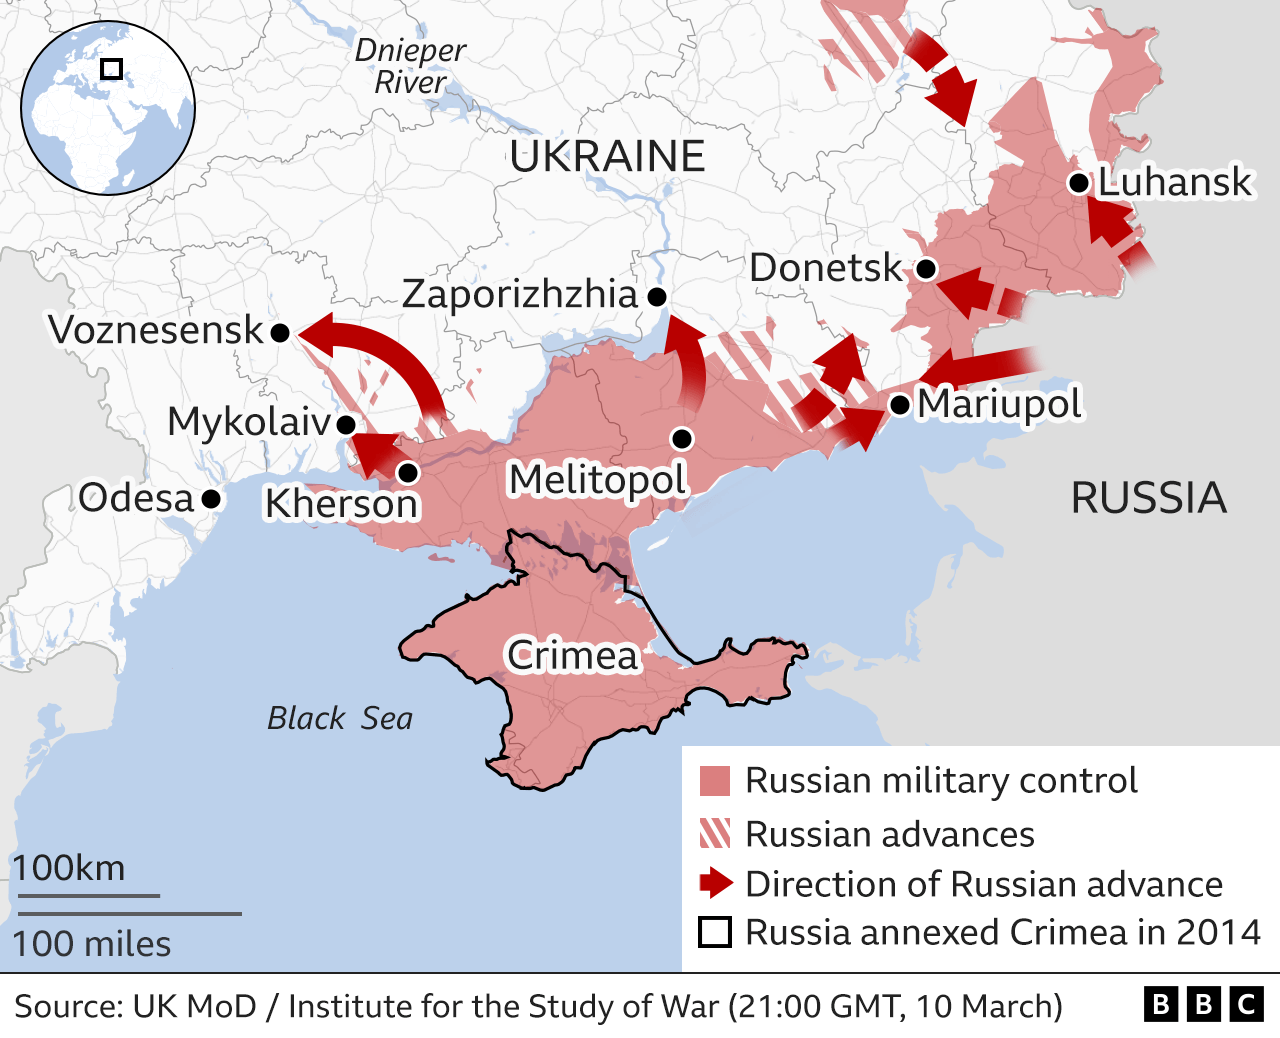 Dnieper
River
UKRAINE
Luhansk
Donetsk
Zaporizhzhia
Voznesensk
Mykolaiv
Mariupol
Melitopol
Odesa
Kherson
RUSSIA
Crimea
Black Sea
Russian military control
Russian advances
Direction of Russian advance
Russia annexed Crimea in 2014
100km
100 miles
Source: UK MoD / Institute for the Study of War (21:00 GMT, 10 March)
BBC